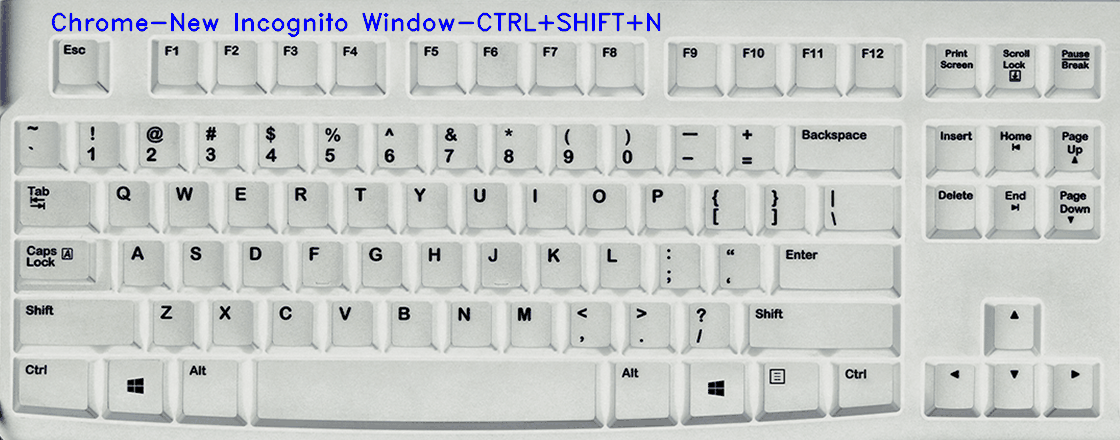 Chrome-New Incognito Window-CTRL+SHIFT+N
Esc F1 F2 F3 F4 F5 F6 F7 F8 F9 F10 F11 F12 Print Screen Scroll Lock Pause Break
~ ! @ # $ % ^ & * ( ) — + Backspace Insert Home Page Up
` 1 2 3 4 5 6 7 8 9 0 - =
Tab Q W E R T Y U I O P { } | Delete End Page Down
[ ] \
Caps Lock A A S D F G H J K L : “ Enter
; ‘
Shift Z X C V B N M < > ? Shift
, . /
Ctrl Alt Alt Ctrl